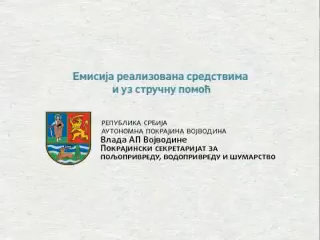 Емисија реализована средствима
и уз стручну помоћ
РЕПУБЛИКА СРБИЈА
АУТОНОМНА ПОКРАЈИНА ВОЈВОДИНА
Влада АП Војводине
ПОКРАЈИНСКИ СЕКРЕТАРИЈАТ ЗА
ПОЉОПРИВРЕДУ, ВОДОПРИВРЕДУ И ШУМАРСТВО